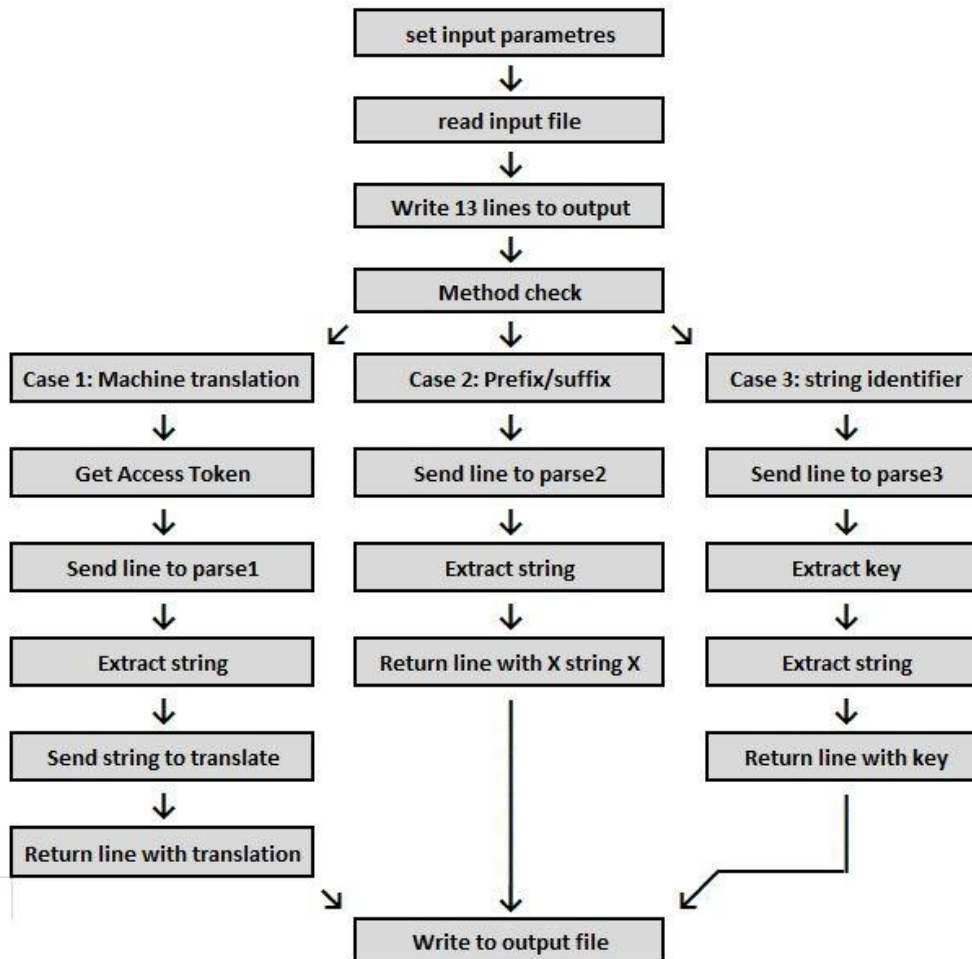 set input parametres
read input file
Write 13 lines to output
Method check
Case 1: Machine translation
Get Access Token
Send line to parse1
Extract string
Send string to translate
Return line with translation
Case 2: Prefix/suffix
Send line to parse2
Extract string
Return line with X string X
Case 3: string identifier
Send line to parse3
Extract key
Extract string
Return line with key
Write to output file